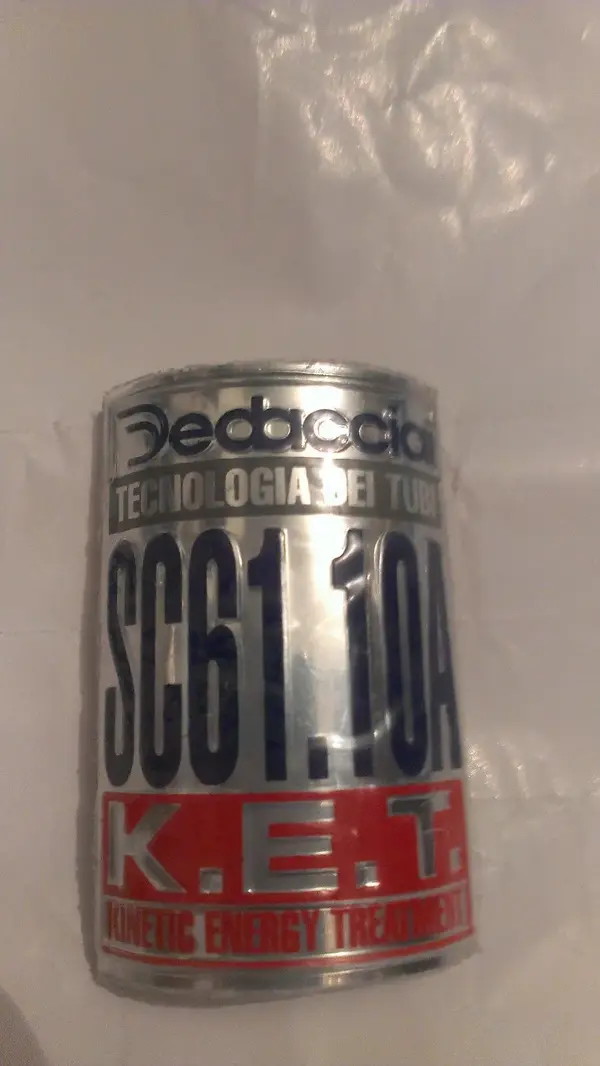 Dedacciai
TECNOLOGIA DEI TUBI
SC61.10A
K.E.T.
KINETIC ENERGY TREATMENT